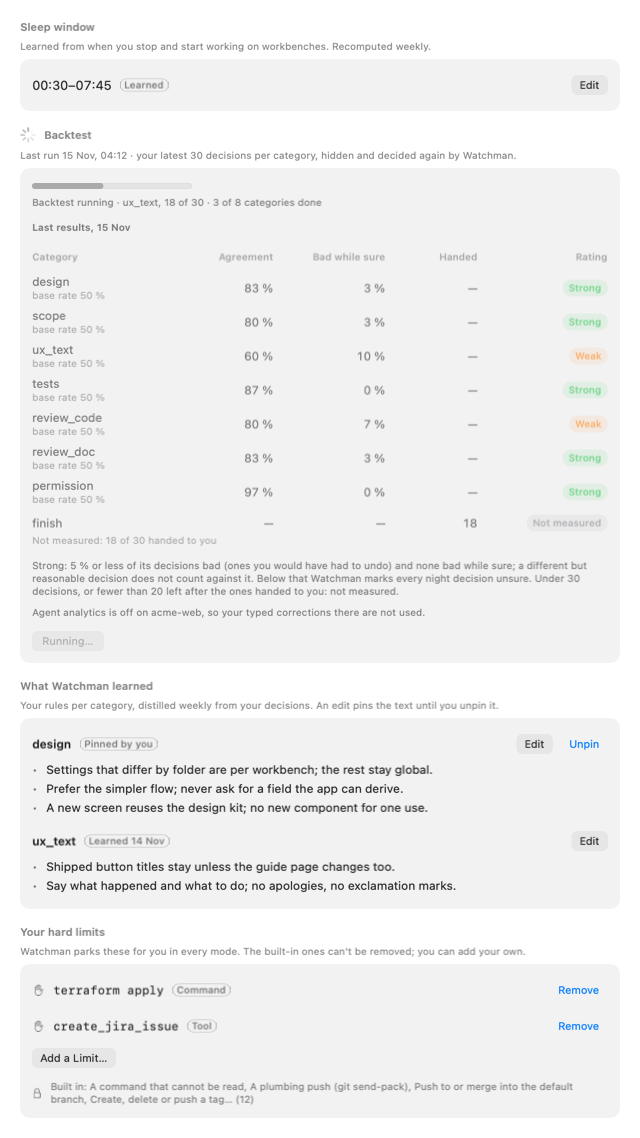 Sleep window
Learned from when you stop and start working on workbenches. Recomputed weekly.
00:30–07:45 Learned Edit
Backtest
Last run 15 Nov, 04:12 · your latest 30 decisions per category, hidden and decided again by Watchman.
Backtest running · ux_text, 18 of 30 · 3 of 8 categories done
Last results, 15 Nov
Category Agreement Bad while sure Handed Rating
design 83 % 3 % — Strong
base rate 50 %
scope 80 % 3 % — Strong
base rate 50 %
ux_text 60 % 10 % — Weak
base rate 50 %
tests 87 % 0 % — Strong
base rate 50 %
review_code 80 % 7 % — Weak
base rate 50 %
review_doc 83 % 3 % — Strong
base rate 50 %
permission 97 % 0 % — Strong
base rate 50 %
finish — — 18 Not measured
Not measured: 18 of 30 handed to you
Strong: 5 % or less of its decisions bad (ones you would have had to undo) and none bad while sure; a different but
reasonable decision does not count against it. Below that Watchman marks every night decision unsure. Under 30
decisions, or fewer than 20 left after the ones handed to you: not measured.
Agent analytics is off on acme-web, so your typed corrections there are not used.
Running…
What Watchman learned
Your rules per category, distilled weekly from your decisions. An edit pins the text until you unpin it.
design Pinned by you Edit Unpin
· Settings that differ by folder are per workbench; the rest stay global.
· Prefer the simpler flow; never ask for a field the app can derive.
· A new screen reuses the design kit; no new component for one use.
ux_text Learned 14 Nov Edit
· Shipped button titles stay unless the guide page changes too.
· Say what happened and what to do; no apologies, no exclamation marks.
Your hard limits
Watchman parks these for you in every mode. The built-in ones can't be removed; you can add your own.
terraform apply Command Remove
create_jira_issue Tool Remove
Add a Limit…
Built in: A command that cannot be read, A plumbing push (git send-pack), Push to or merge into the default
branch, Create, delete or push a tag… (12)